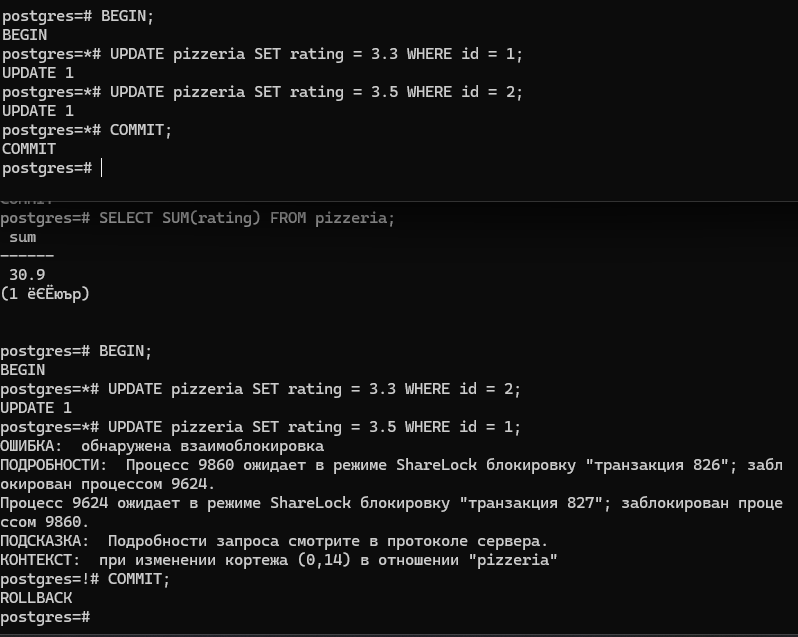 postgres=# BEGIN;
BEGIN
postgres=*# UPDATE pizzeria SET rating = 3.3 WHERE id = 1;
UPDATE 1
postgres=*# UPDATE pizzeria SET rating = 3.5 WHERE id = 2;
UPDATE 1
postgres=*# COMMIT;
COMMIT
postgres=#
COMMIT
postgres=# SELECT SUM(rating) FROM pizzeria;
 sum
------
 30.9
(1 ёЄЁюър)
postgres=# BEGIN;
BEGIN
postgres=*# UPDATE pizzeria SET rating = 3.3 WHERE id = 2;
UPDATE 1
postgres=*# UPDATE pizzeria SET rating = 3.5 WHERE id = 1;
ОШИБКА:  обнаружена взаимоблокировка
ПОДРОБНОСТИ:  Процесс 9860 ожидает в режиме ShareLock блокировку "транзакция 826"; забл
окирован процессом 9624.
Процесс 9624 ожидает в режиме ShareLock блокировку "транзакция 827"; заблокирован проце
ссом 9860.
ПОДСКАЗКА:  Подробности запроса смотрите в протоколе сервера.
КОНТЕКСТ:  при изменении кортежа (0,14) в отношении "pizzeria"
postgres=!# COMMIT;
ROLLBACK
postgres=#